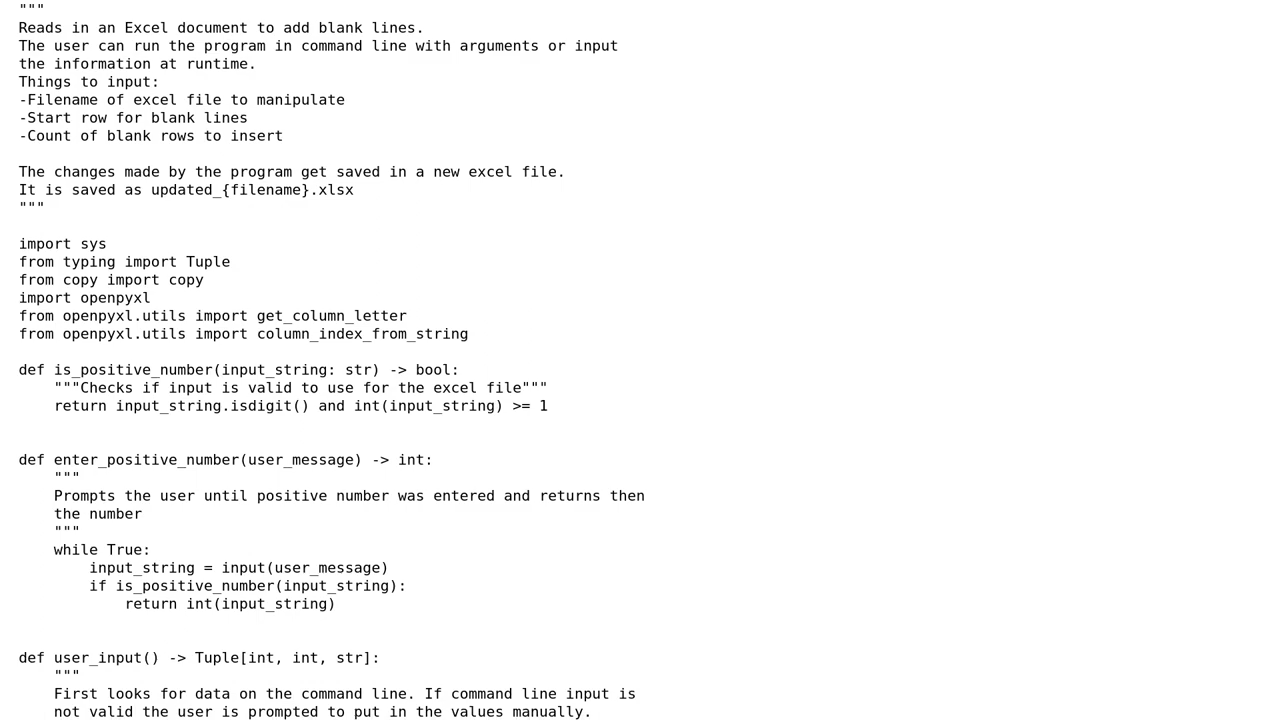 """
Reads in an Excel document to add blank lines.
The user can run the program in command line with arguments or input
the information at runtime.
Things to input:
-Filename of excel file to manipulate
-Start row for blank lines
-Count of blank rows to insert

The changes made by the program get saved in a new excel file.
It is saved as updated_{filename}.xlsx
"""

import sys
from typing import Tuple
from copy import copy
import openpyxl
from openpyxl.utils import get_column_letter
from openpyxl.utils import column_index_from_string

def is_positive_number(input_string: str) -> bool:
    """Checks if input is valid to use for the excel file"""
    return input_string.isdigit() and int(input_string) >= 1


def enter_positive_number(user_message) -> int:
    """
    Prompts the user until positive number was entered and returns then
    the number
    """
    while True:
        input_string = input(user_message)
        if is_positive_number(input_string):
            return int(input_string)


def user_input() -> Tuple[int, int, str]:
    """
    First looks for data on the command line. If command line input is
    not valid the user is prompted to put in the values manually.